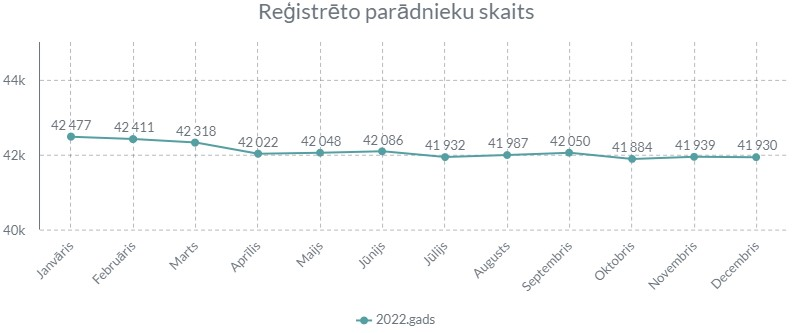 Reģistrēto parādnieku skaits
44k
42k
40k
42 477
42 411
42 318
42 022
42 048
42 086
41 932
41 987
42 050
41 884
41 939
41 930
Janvāris
Februāris
Marts
Aprīlis
Maijs
Jūnijs
Jūlijs
Augusts
Septembris
Oktobris
Novembris
Decembris
2022.gads